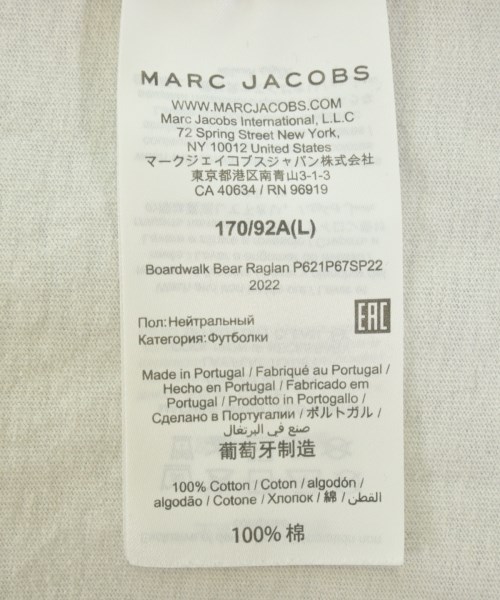 MARC JACOBS
WWW.MARCJACOBS.COM
Marc Jacobs International, L.L.C
72 Spring Street New York,
NY 10012 United States
マークジェイコブスジャパン株式会社
東京都港区南青山3-1-3
CA 40634 / RN 96919
170/92A(L)
Boardwalk Bear Raglan P621P67SP22
2022
EAC
Пол:Нейтральный
Категория:Футболки
Made in Portugal / Fabriqué au Portugal /
Hecho en Portugal / Fabricado em
Portugal / Prodotto in Portogallo /
Сделано в Португалии / ポルトガル /
صنع في البرتغال
葡萄牙制造
100% Cotton / Coton / algodón /
algodão / Cotone / Хлопок / 綿 / القطن /
100% 棉